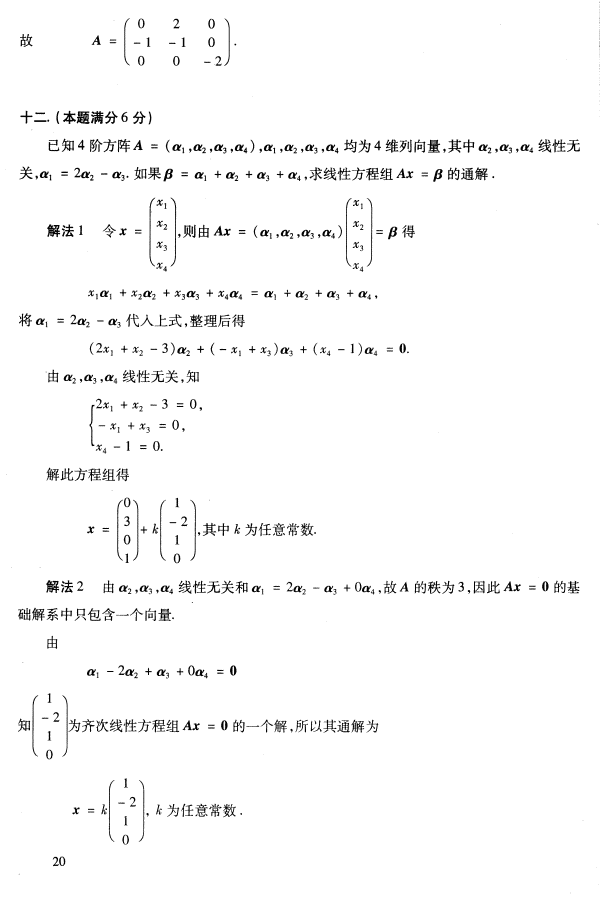 故 A = ( 0 2 0
-1 -1 0
0 0 -2 ).
十二. (本题满分6分)
已知4阶方阵 A = (α₁,α₂,α₃,α₄),α₁,α₂,α₃,α₄ 均为4维列向量,其中 α₂,α₃,α₄ 线性无
关,α₁ = 2α₂ - α₃. 如果 β = α₁ + α₂ + α₃ + α₄,求线性方程组 Ax = β 的通解.
解法1 令 x = (x₁ x₂ x₃ x₄),则由 Ax = (α₁,α₂,α₃,α₄)(x₁ x₂ x₃ x₄) = β 得
x₁α₁ + x₂α₂ + x₃α₃ + x₄α₄ = α₁ + α₂ + α₃ + α₄,
将 α₁ = 2α₂ - α₃ 代入上式,整理后得
(2x₁ + x₂ - 3)α₂ + (-x₁ + x₃)α₃ + (x₄ - 1)α₄ = 0.
由 α₂,α₃,α₄ 线性无关,知
{ 2x₁ + x₂ - 3 = 0,
-x₁ + x₃ = 0,
x₄ - 1 = 0.
解此方程组得
x = (0 3 0 1) + k(1 -2 1 0),其中 k 为任意常数.
解法2 由 α₂,α₃,α₄ 线性无关和 α₁ = 2α₂ - α₃ + 0α₄,故 A 的秩为3,因此 Ax = 0 的基
础解系中只包含一个向量.
由
α₁ - 2α₂ + α₃ + 0α₄ = 0
知(1 -2 1 0)为齐次线性方程组 Ax = 0 的一个解,所以其通解为
x = k(1 -2 1 0), k 为任意常数.
20